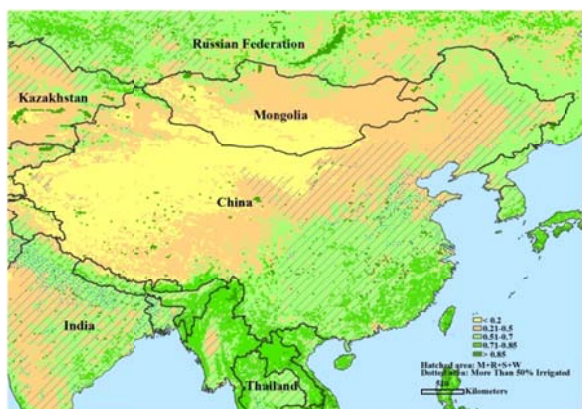 Russian Federation
Kazakhstan
Mongolia
China
India
Thailand
< 0.2
0.21-0.5
0.51-0.7
0.71-0.85
> 0.85
Hatched area: M+R+S+W
Dotted area: More Than 50% Irrigated
Kilometers